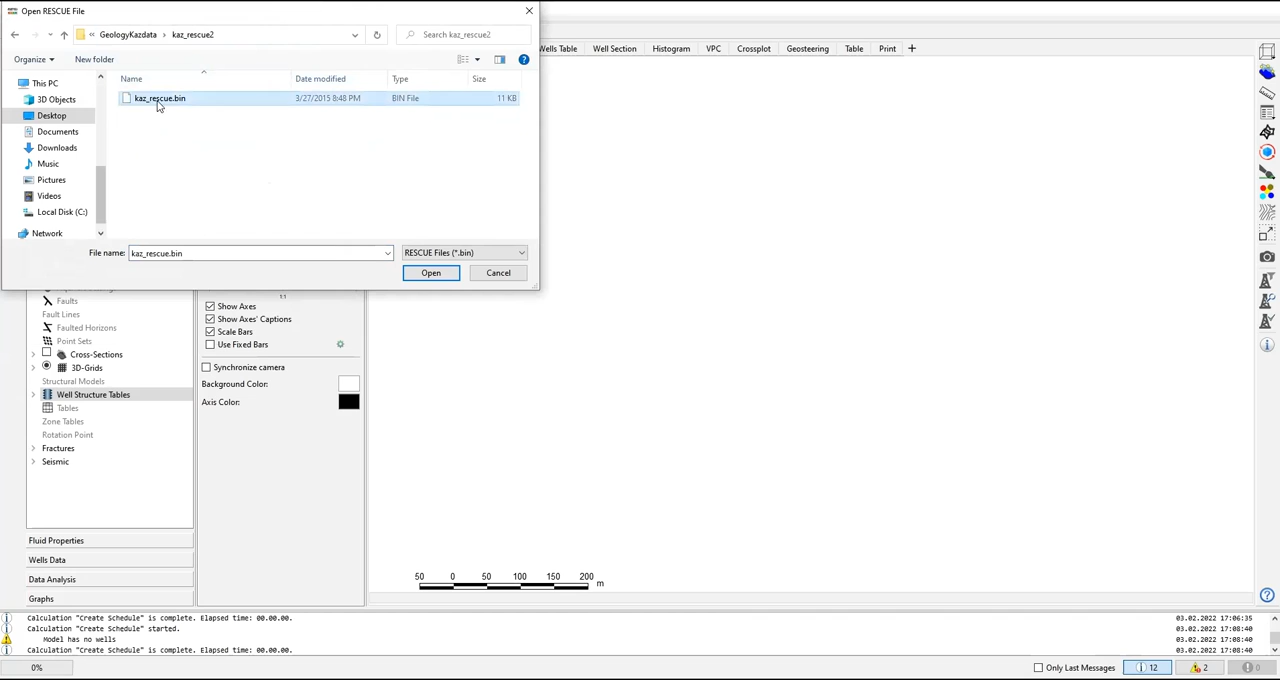 Open RESCUE File
« GeologyKazdata › kaz_rescue2
Search kaz_rescue2
Organize
New folder
This PC
3D Objects
Desktop
Documents
Downloads
Music
Pictures
Videos
Local Disk (C:)
Network
Name Date modified Type Size
kaz_rescue.bin 3/27/2015 8:48 PM BIN File 11 KB
File name: kaz_rescue.bin RESCUE Files (*.bin)
Open Cancel
Wells Table Well Section Histogram VPC Crossplot Geosteering Table Print +
Faults
Fault Lines
Faulted Horizons
Point Sets
Cross-Sections
3D-Grids
Structural Models
Well Structure Tables
Tables
Zone Tables
Rotation Point
Fractures
Seismic
1:1
Show Axes
Show Axes' Captions
Scale Bars
Use Fixed Bars
Synchronize camera
Background Color:
Axis Color:
50 0 50 100 150 200 m
Fluid Properties
Wells Data
Data Analysis
Graphs
Calculation "Create Schedule" is complete. Elapsed time: 00.00.00. 03.02.2022 17:06:35
Calculation "Create Schedule" started. 03.02.2022 17:08:40
Model has no wells 03.02.2022 17:08:40
Calculation "Create Schedule" is complete. Elapsed time: 00.00.00. 03.02.2022 17:08:40
0%
Only Last Messages 12 2 0